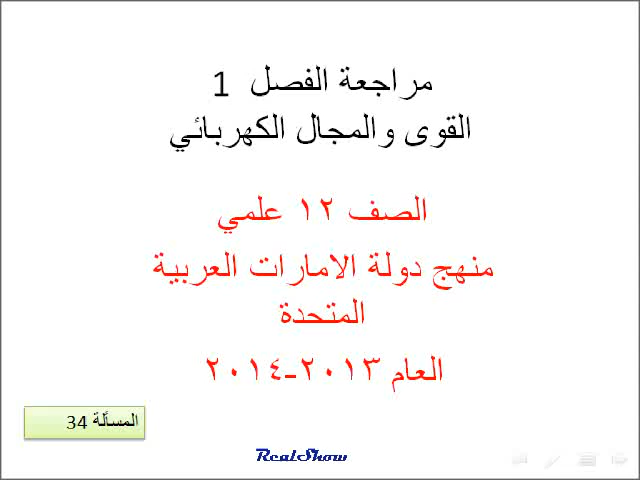 مراجعة الفصل 1
القوى والمجال الكهربائي
الصف ١٢ علمي
منهج دولة الامارات العربية
المتحدة
العام ٢٠١٣-٢٠١٤
المسألة 34
RealShow